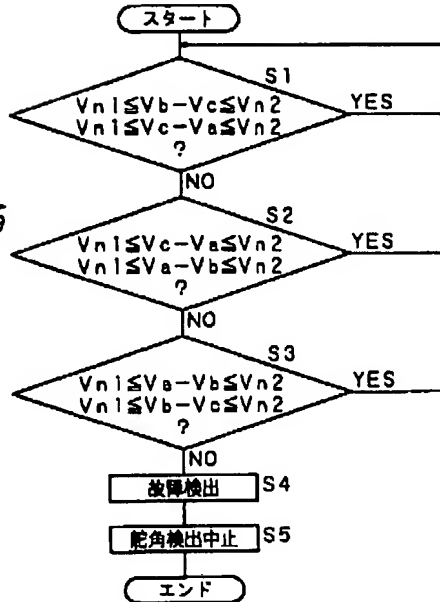 スタート
S1
Vn1≦Vb-Vc≦Vn2
Vn1≦Vc-Va≦Vn2
?
YES
NO
S2
Vn1≦Vc-Va≦Vn2
Vn1≦Va-Vb≦Vn2
?
YES
NO
S3
Vn1≦Va-Vb≦Vn2
Vn1≦Vb-Vc≦Vn2
?
YES
NO
故障検出 S4
舵角検出中止 S5
エンド